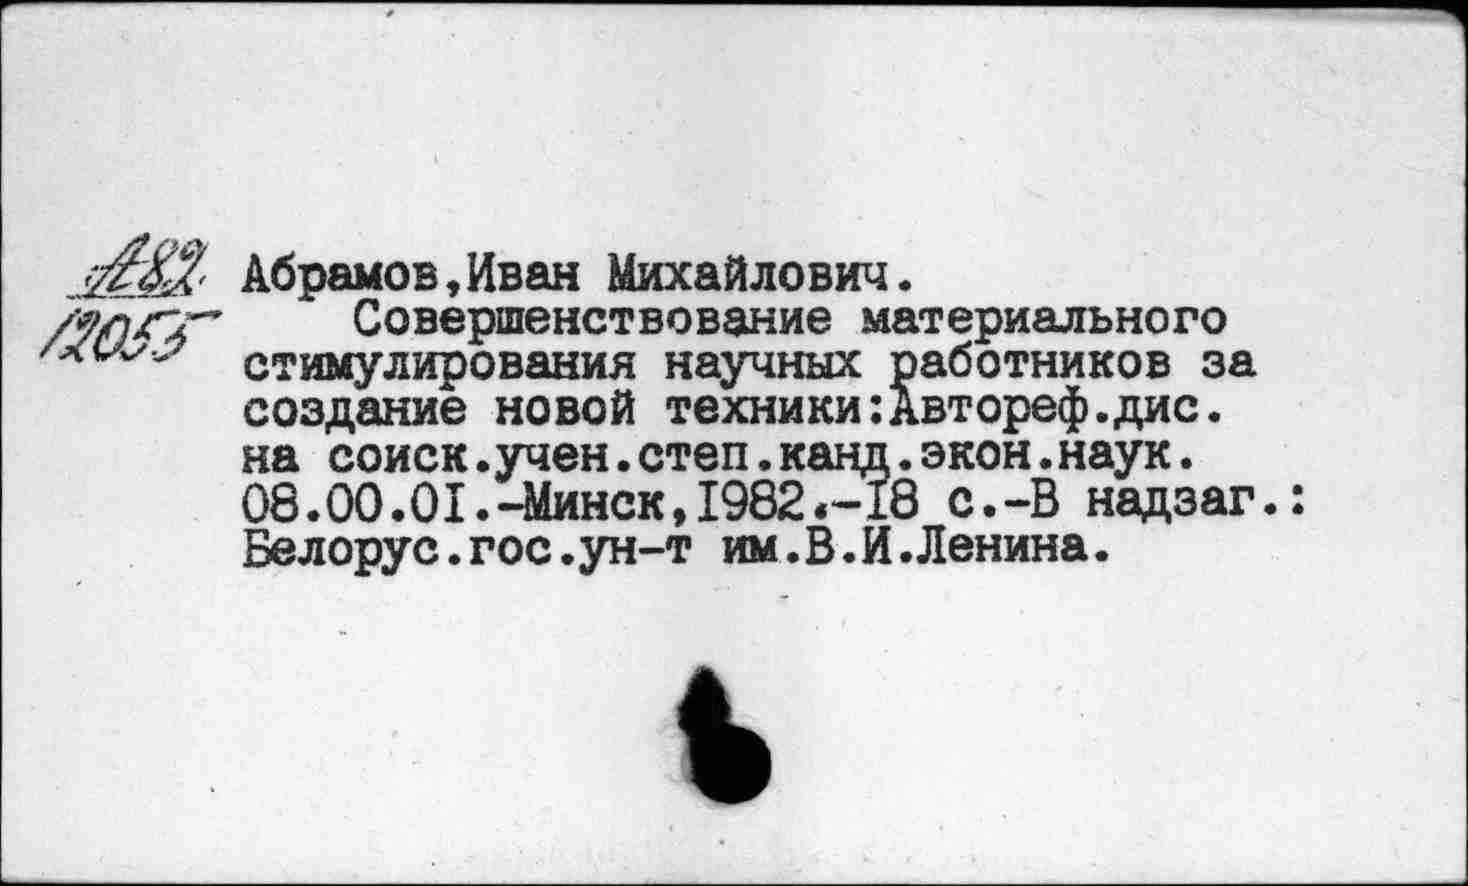 А82
12055
Абрамов,Иван Михайлович.
Совершенствование материального
стимулирования научных работников за
создание новой техники:Автореф.дис.
на соиск.учен.степ.канд.экон.наук.
08.00.01.-Минск,1982.-18 с.-В надзаг.:
Белорус.гос.ун-т им.В.И.Ленина.